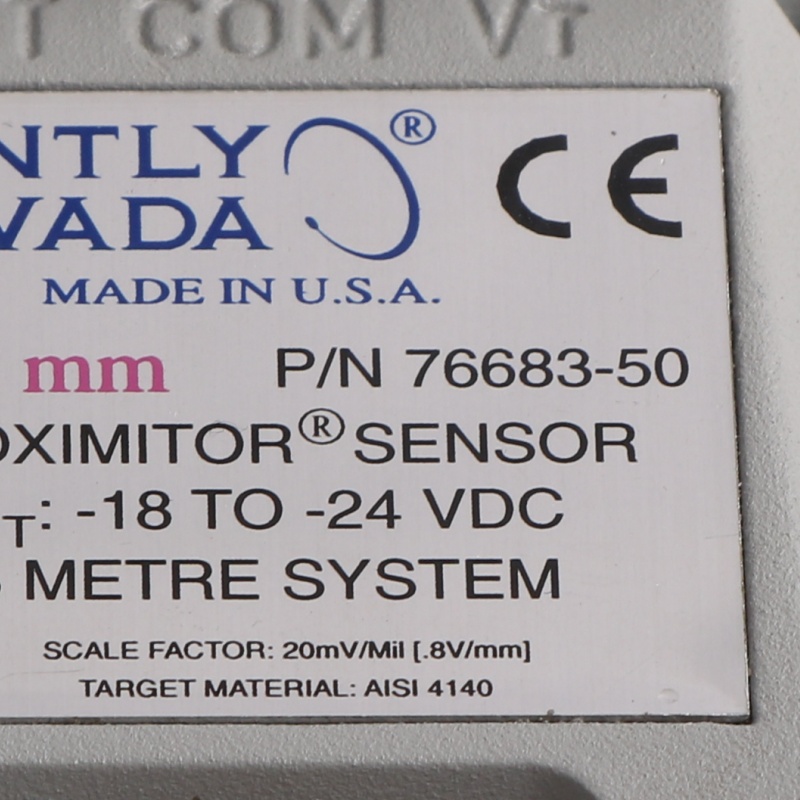 T COM VT
NTLY ®
VADA
CE
MADE IN U.S.A.
mm P/N 76683-50
OXIMITOR® SENSOR
T: -18 TO -24 VDC
METRE SYSTEM
SCALE FACTOR: 20mV/Mil [.8V/mm]
TARGET MATERIAL: AISI 4140